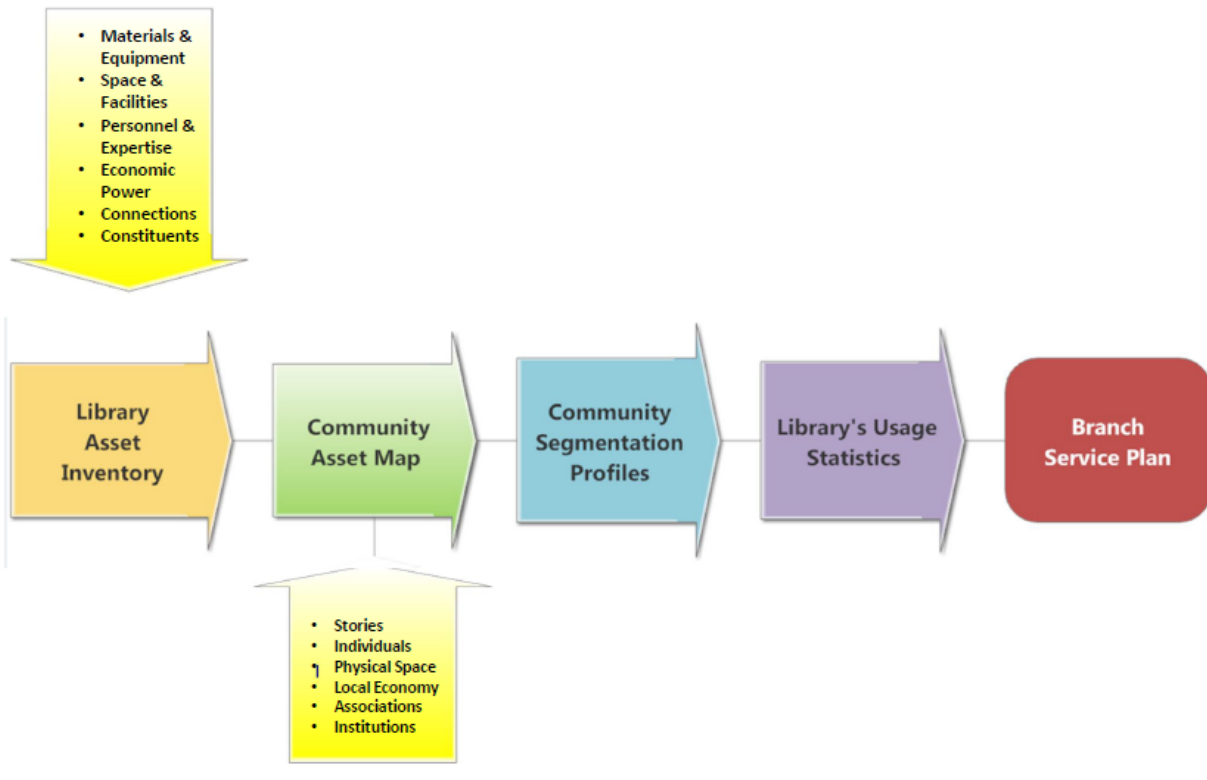 • Materials &
Equipment
• Space &
Facilities
• Personnel &
Expertise
• Economic
Power
• Connections
• Constituents
Library
Asset
Inventory
Community
Asset Map
Community
Segmentation
Profiles
Library's Usage
Statistics
Branch
Service Plan
• Stories
• Individuals
• Physical Space
• Local Economy
• Associations
• Institutions